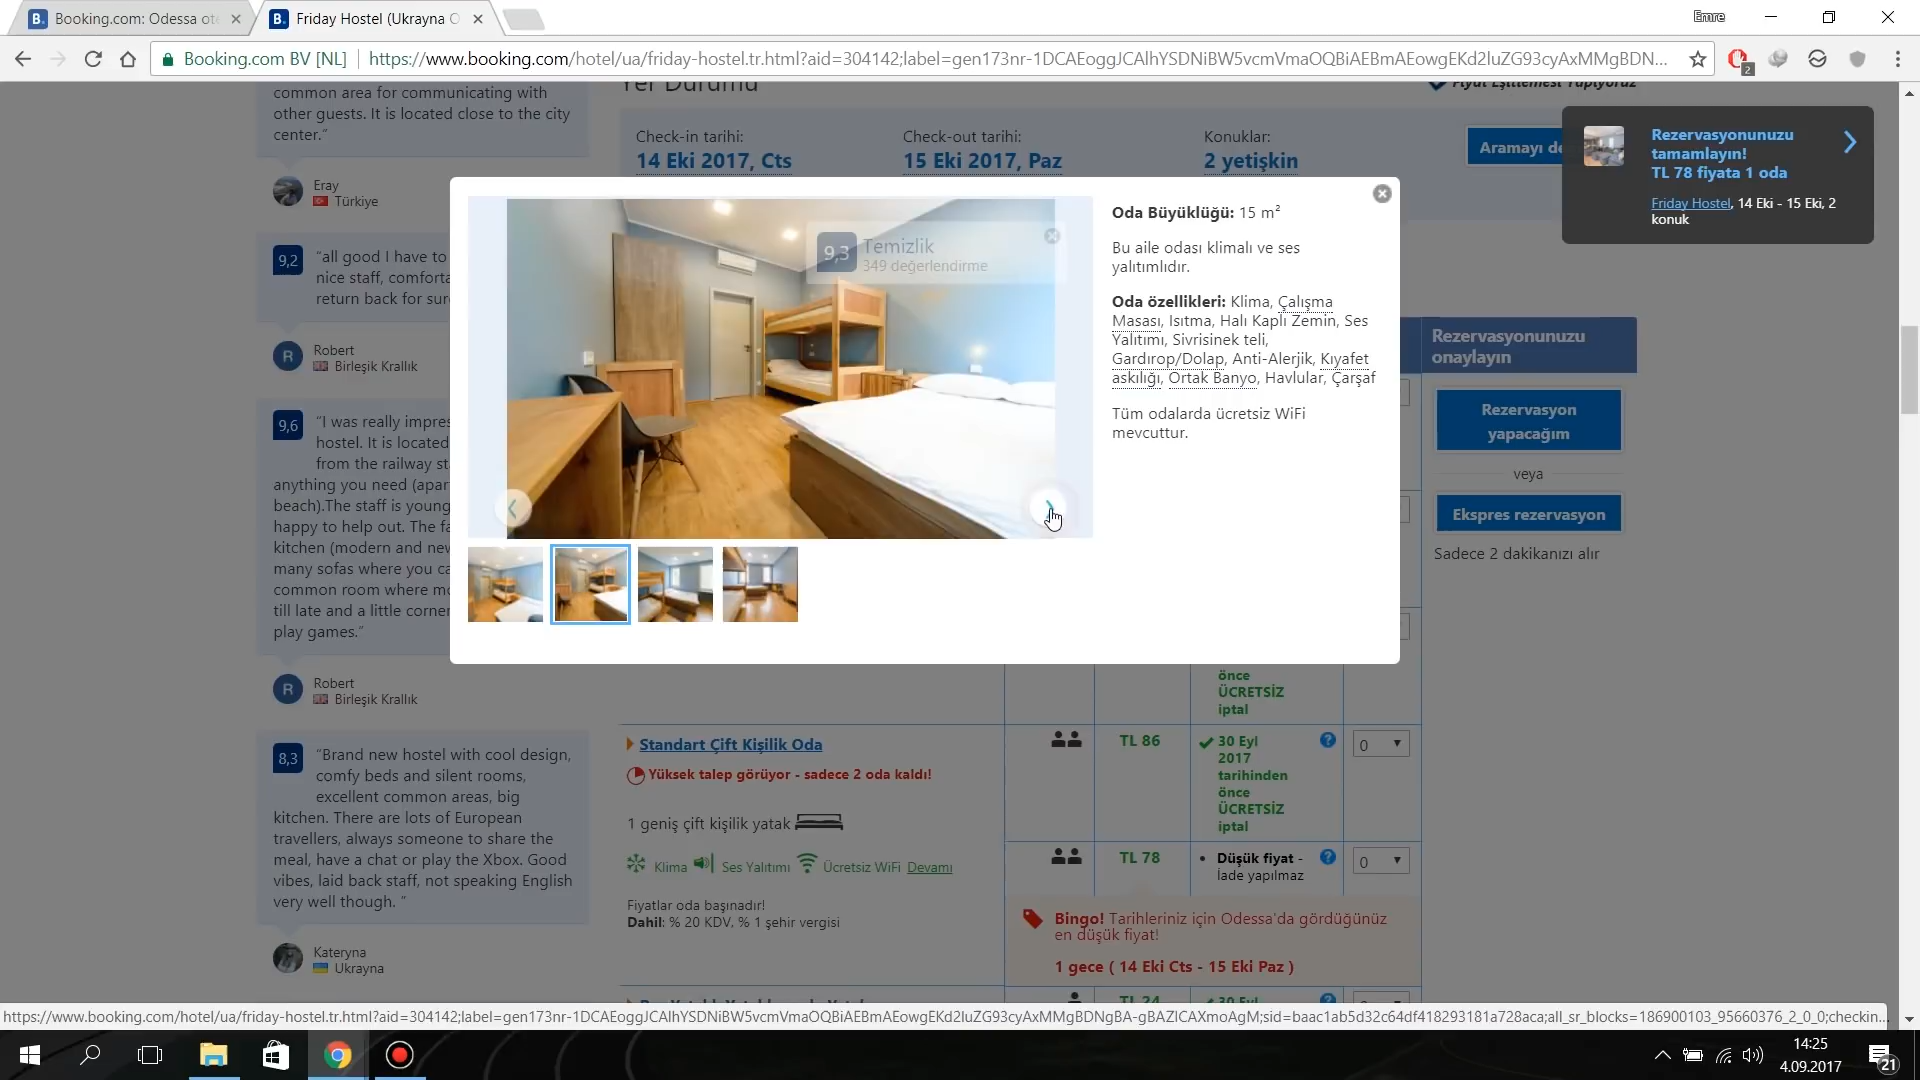 Booking.com: Odessa ote
Friday Hostel (Ukrayna O
Emre
Booking.com BV [NL]
https://www.booking.com/hotel/ua/friday-hostel.tr.html?aid=304142;label=gen173nr-1DCAEoggJCAlhYSDNiBW5vcmVmaOQBiAEBmAEowgEKd2luZG93cyAxMMgBDN...
2
common area for communicating with
other guests. It is located close to the city
center.”
Eray
Türkiye
9,2
“all good I have to
nice staff, comforta
return back for sur
Robert
Birleşik Krallık
9,6
“I was really impres
hostel. It is located
from the railway st
anything you need (apar
beach).The staff is young
happy to help out. The fa
kitchen (modern and nev
many sofas where you ca
common room where mo
till late and a little corner
play games.”
R
Robert
Birleşik Krallık
8,3
“Brand new hostel with cool design,
comfy beds and silent rooms,
excellent common areas, big
kitchen. There are lots of European
travellers, always someone to share the
meal, have a chat or play the Xbox. Good
vibes, laid back staff, not speaking English
very well though. ”
Kateryna
Ukrayna
Yer Durumu
Fiyat Eşitlemesi Yapıyoruz
Check-in tarihi:
14 Eki 2017, Cts
Check-out tarihi:
15 Eki 2017, Paz
Konuklar:
2 yetişkin
Aramayı de
Rezervasyonunuzu
tamamlayın!
TL 78 fiyata 1 oda
Friday Hostel, 14 Eki - 15 Eki, 2
konuk
9,3
Temizlik
349 değerlendirme
Oda Büyüklüğü: 15 m²
Bu aile odası klimalı ve ses
yalıtımlıdır.
Oda özellikleri: Klima, Çalışma
Masası, Isıtma, Halı Kaplı Zemin, Ses
Yalıtımı, Sivrisinek teli,
Gardırop/Dolap, Anti-Alerjik, Kıyafet
askılığı, Ortak Banyo, Havlular, Çarşaf
Tüm odalarda ücretsiz WiFi
mevcuttur.
Rezervasyonunuzu
onaylayın
Rezervasyon
yapacağım
veya
Ekspres rezervasyon
Sadece 2 dakikanızı alır
önce
ÜCRETSİZ
iptal
Standart Çift Kişilik Oda
Yüksek talep görüyor - sadece 2 oda kaldı!
1 geniş çift kişilik yatak
Klima Ses Yalıtımı Ücretsiz WiFi Devamı
Fiyatlar oda başınadır!
Dahil: % 20 KDV, % 1 şehir vergisi
TL 86
30 Eyl
2017
tarihinden
önce
ÜCRETSİZ
iptal
?
0
TL 78
• Düşük fiyat -
İade yapılmaz
?
0
Bingo! Tarihleriniz için Odessa'da gördüğünüz
en düşük fiyat!
1 gece ( 14 Eki Cts - 15 Eki Paz )
TL 24
30 Eyl
https://www.booking.com/hotel/ua/friday-hostel.tr.html?aid=304142;label=gen173nr-1DCAEoggJCAlhYSDNiBW5vcmVmaOQBiAEBmAEowgEKd2luZG93cyAxMMgBDNgBA-gBAZICAXmoAgM;sid=baac1ab5d32c64df418293181a728aca;all_sr_blocks=186900103_95660376_2_0_0;checkin...
14:25
4.09.2017
21